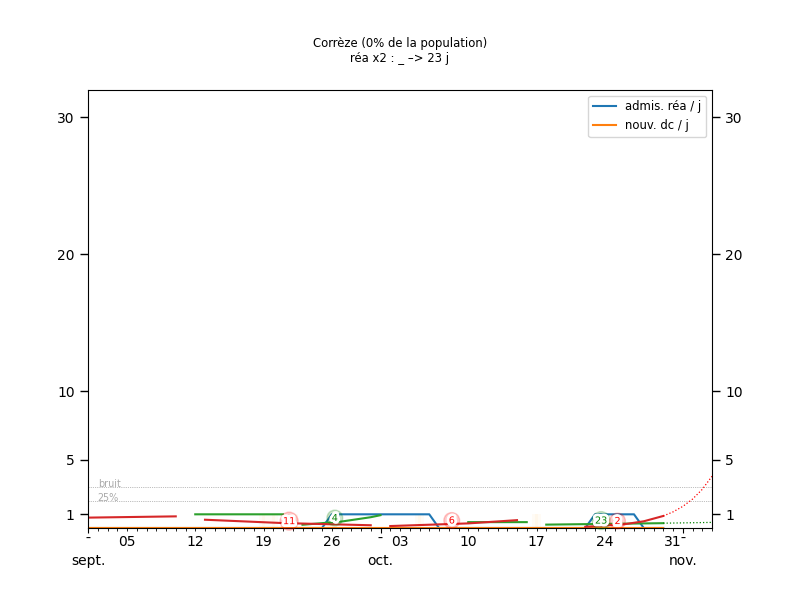 Corrèze (0% de la population)
réa x2 : _ –> 23 j
admis. réa / j
nouv. dc / j
30 30
20 20
10 10
5 5
bruit
25%
1 11 4 6 23 2 1
- 05 12 19 26 - 03 10 17 24 31 -
sept. oct. nov.